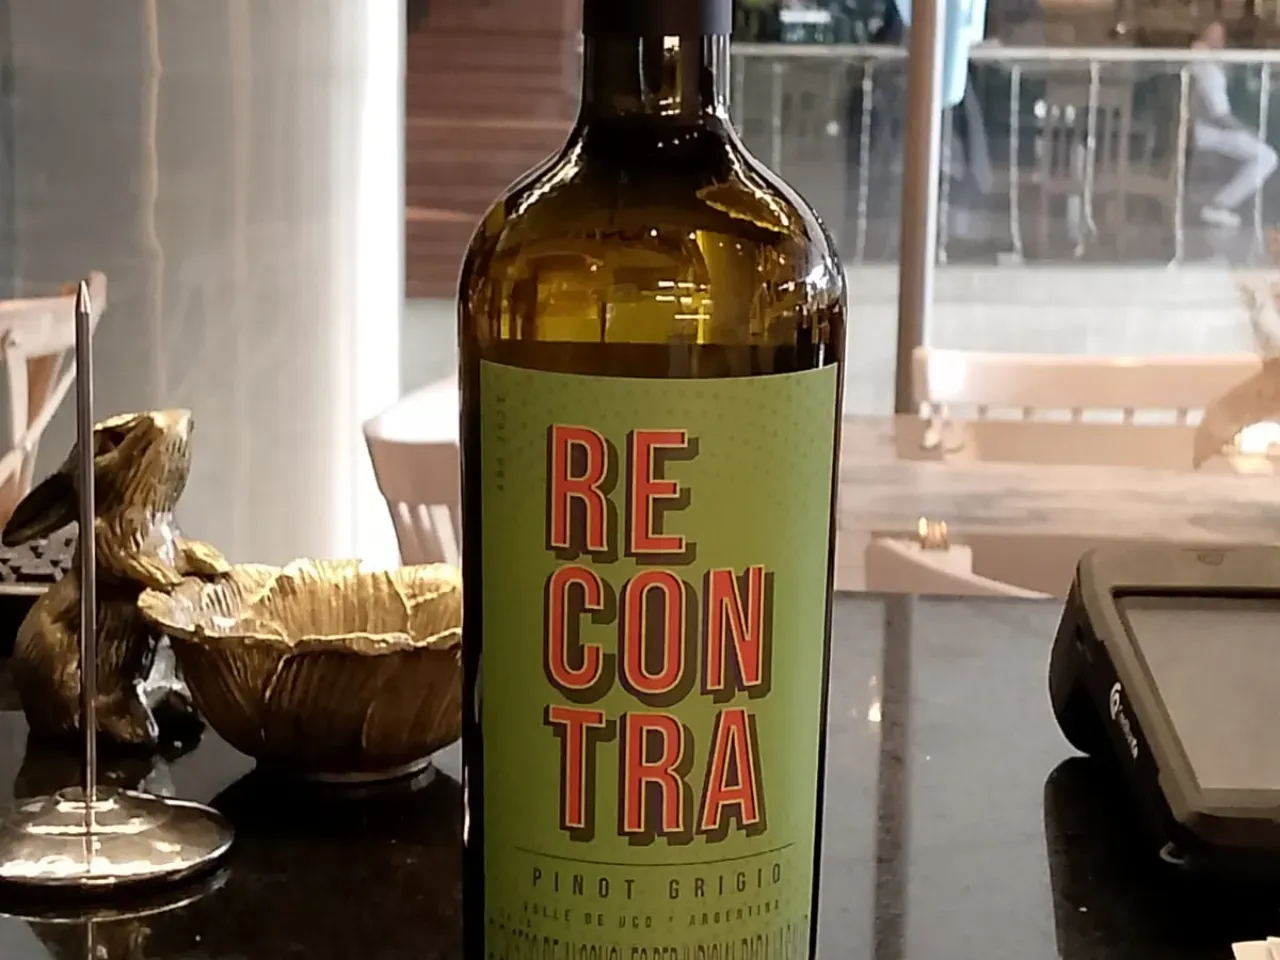 RE
CON
TRA
PINOT GRIGIO
VALLE DE UCO • ARGENTINA